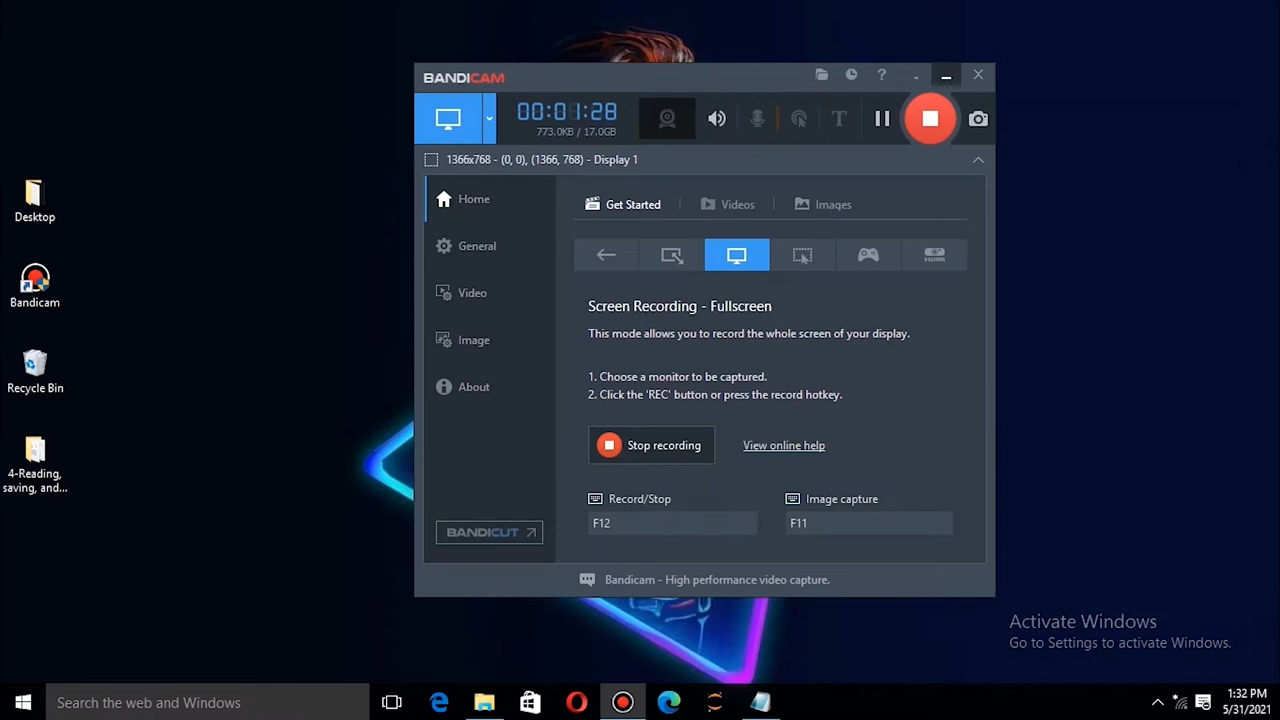 BANDICAM
00:01:28
773.0KB / 17.0GB
1366x768 - (0, 0), (1366, 768) - Display 1
Home
General
Video
Image
About
BANDICUT
Get Started
Videos
Images
HDMI
Screen Recording - Fullscreen
This mode allows you to record the whole screen of your display.
1. Choose a monitor to be captured.
2. Click the 'REC' button or press the record hotkey.
Stop recording
View online help
Record/Stop
Image capture
F12
F11
Bandicam - High performance video capture.
Desktop
Bandicam
Recycle Bin
4-Reading,
saving, and...
Activate Windows
Go to Settings to activate Windows.
Search the web and Windows
1:32 PM
5/31/2021